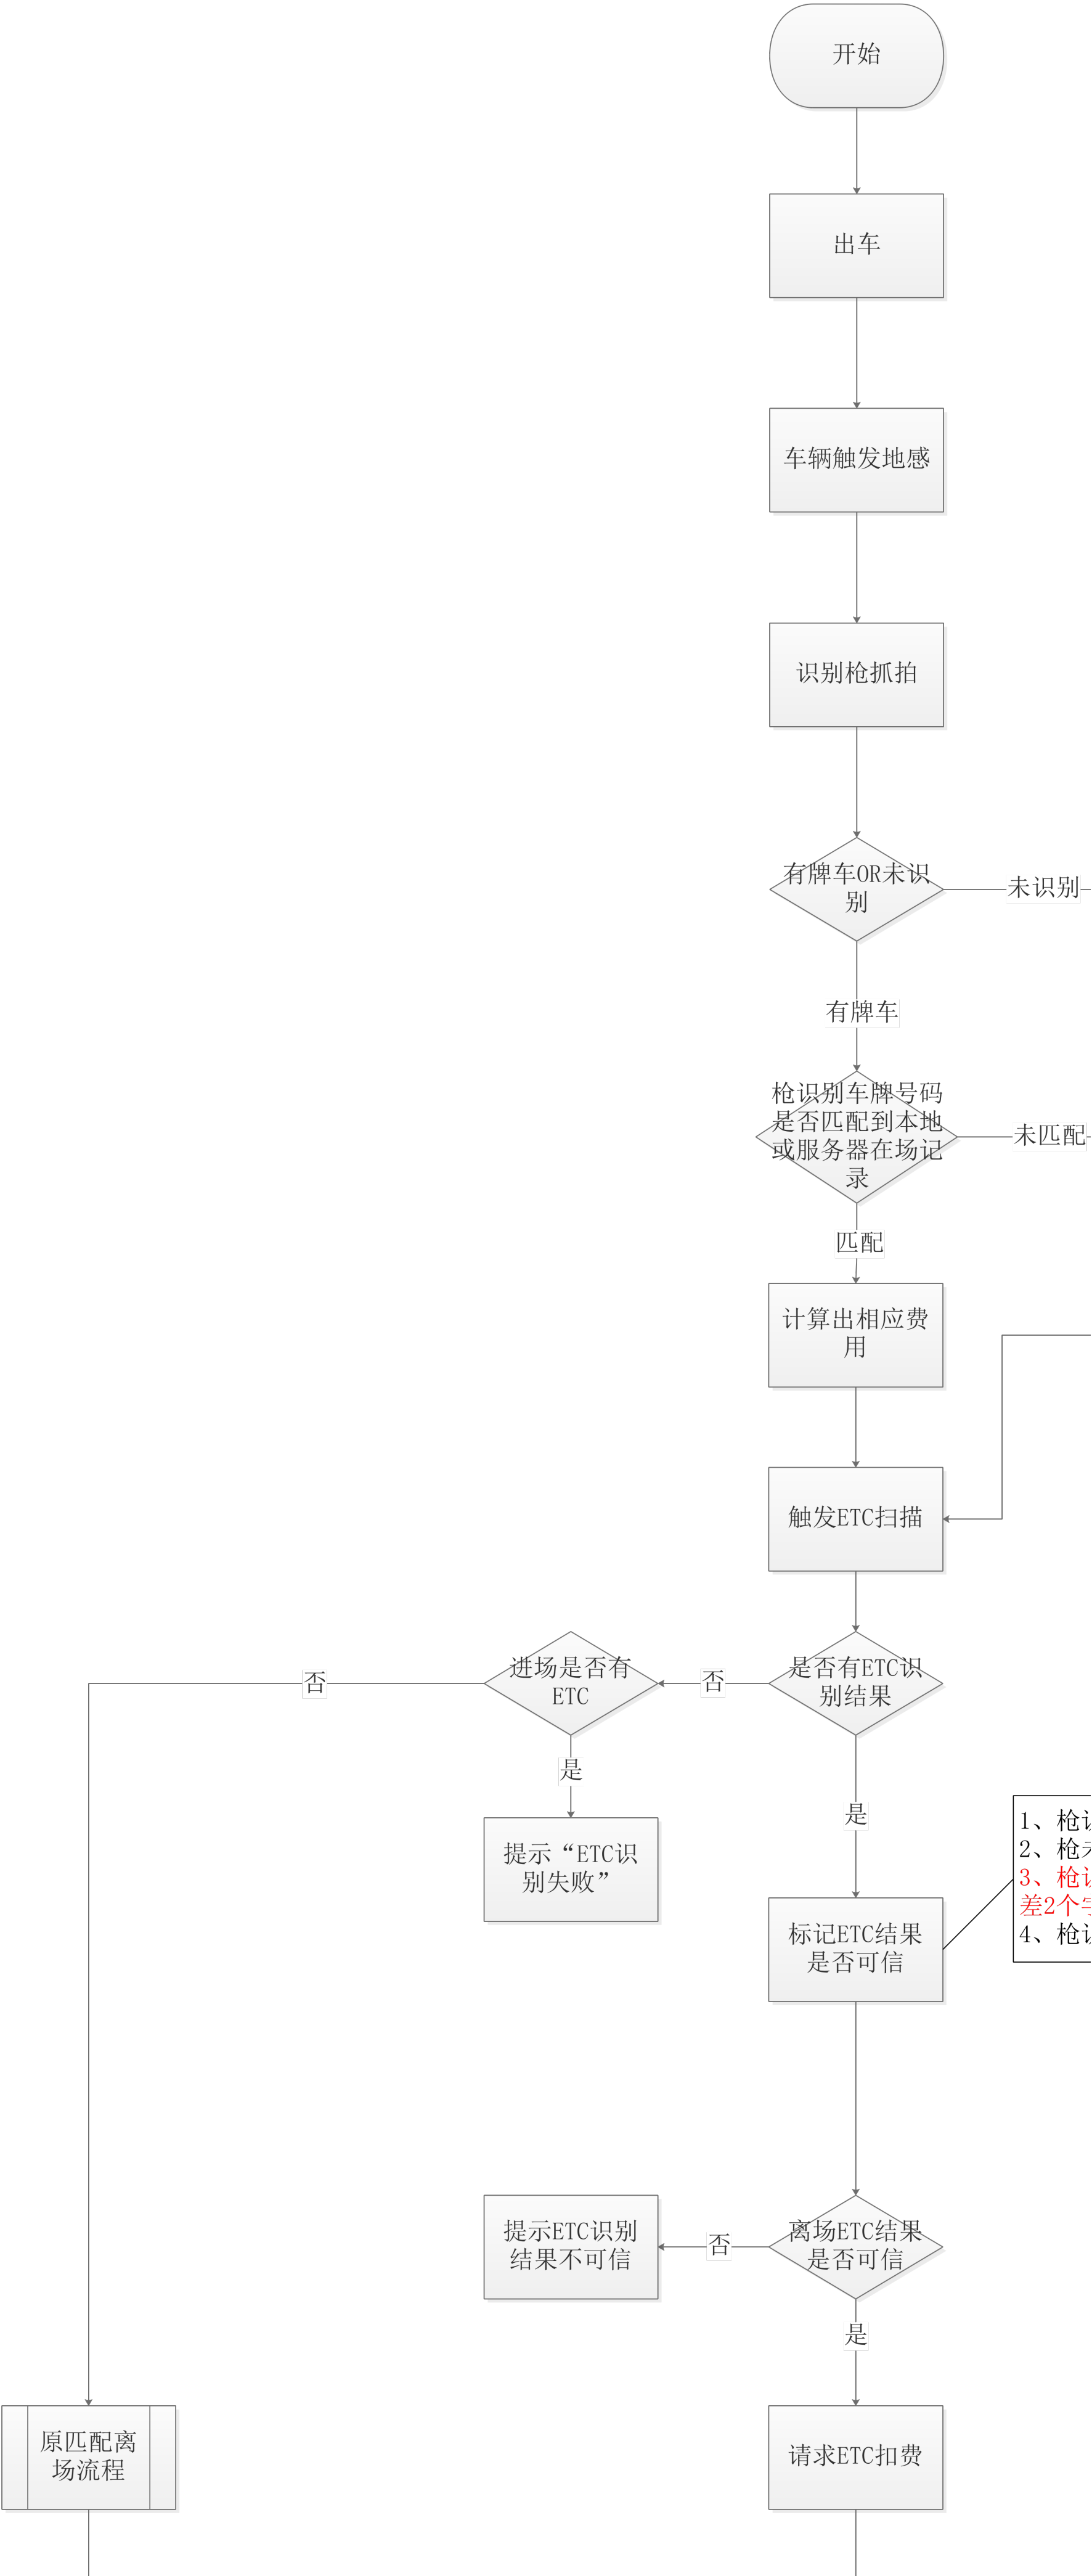 开始
出车
车辆触发地感
识别枪抓拍
有牌车OR未识
别
未识别
有牌车
枪识别车牌号码
是否匹配到本地
或服务器在场记
录
未匹配
匹配
计算出相应费
用
触发ETC扫描
是否有ETC识
别结果
否
进场是否有
ETC
否
是
提示“ETC识
别失败”
是
1、枪识
2、枪未
3、枪识
差2个字
4、枪识
标记ETC结果
是否可信
离场ETC结果
是否可信
否
提示ETC识别
结果不可信
是
原匹配离
场流程
请求ETC扣费